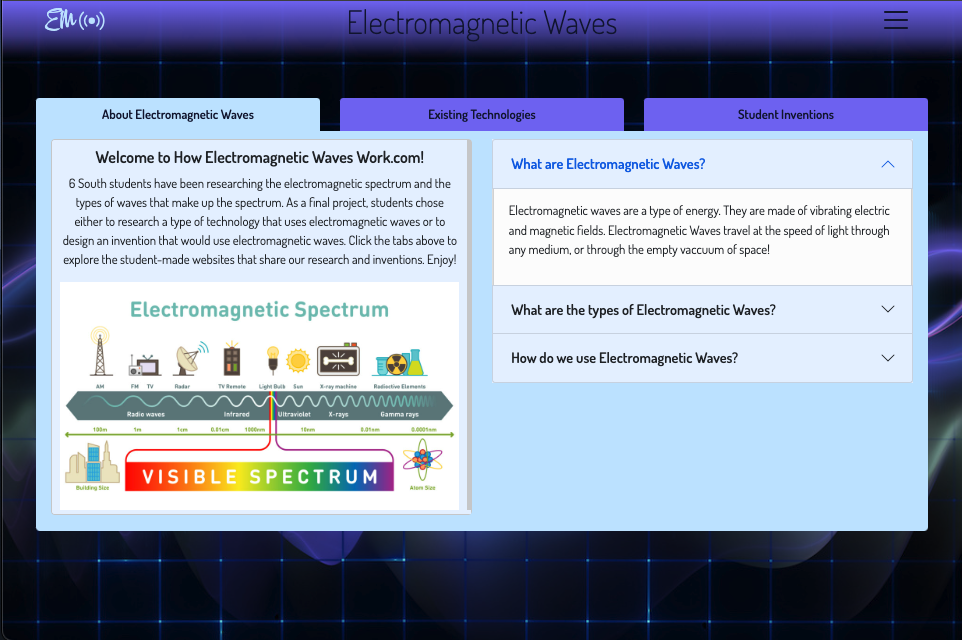 EM
Electromagnetic Waves
About Electromagnetic Waves
Existing Technologies
Student Inventions
Welcome to How Electromagnetic Waves Work.com!
6 South students have been researching the electromagnetic spectrum and the
types of waves that make up the spectrum. As a final project, students chose
either to research a type of technology that uses electromagnetic waves or to
design an invention that would use electromagnetic waves. Click the tabs above to
explore the student-made websites that share our research and inventions. Enjoy!
Electromagnetic Spectrum
AM FM TV Radar TV Remote Light Bulb Sun X-ray machine Radioctive Elements
Radio waves Infrared Ultraviolet X-rays Gamma rays
100m 1m 1cm 0.01cm 1000nm 10nm 0.01nm 0.0001nm
VISIBLE SPECTRUM
Building Size
Atom Size
What are Electromagnetic Waves?
Electromagnetic waves are a type of energy. They are made of vibrating electric
and magnetic fields. Electromagnetic Waves travel at the speed of light through
any medium, or through the empty vaccuum of space!
What are the types of Electromagnetic Waves?
How do we use Electromagnetic Waves?